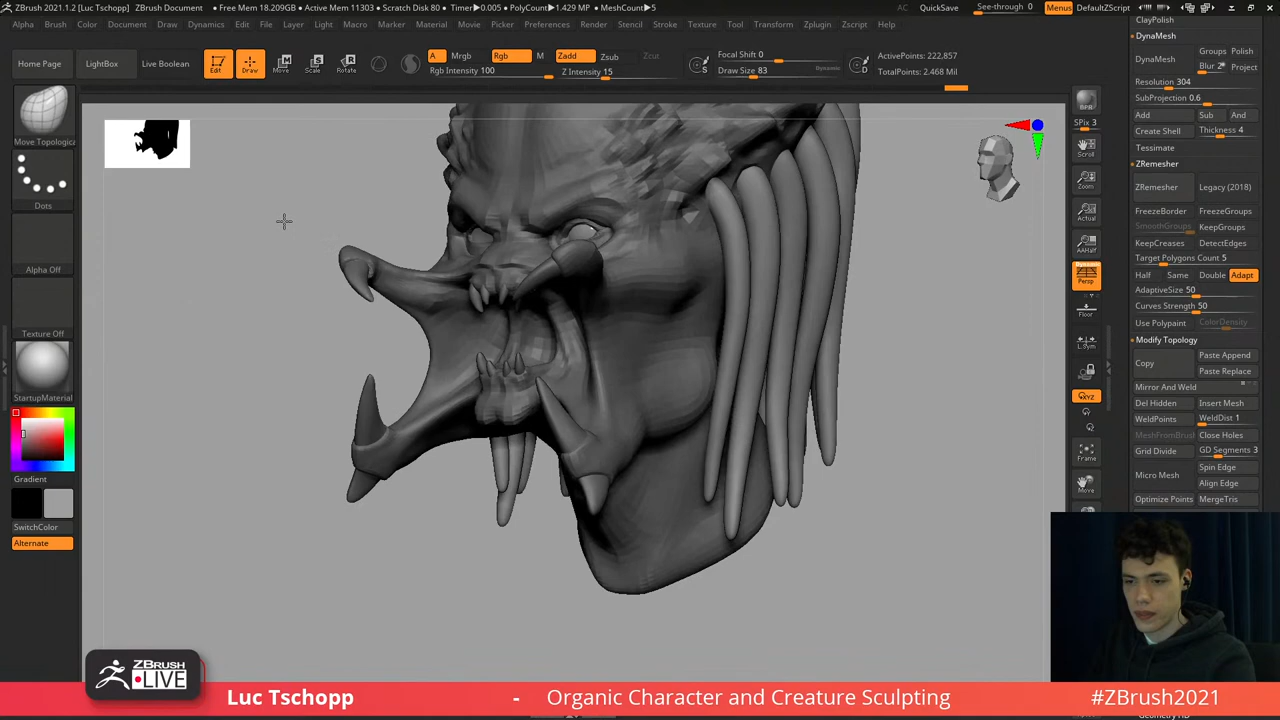 ZBrush 2021.1.2 [Luc Tschopp] ZBrush Document • Free Mem 18.209GB • Active Mem 11303 • Scratch Disk 80 • Timer▶0.005 • PolyCount▶1.429 MP • MeshCount▶5 AC QuickSave See-through 0 Menus DefaultZScript
Alpha Brush Color Document Draw Dynamics Edit File Layer Light Macro Marker Material Movie Picker Preferences Render Stencil Stroke Texture Tool Transform Zplugin Zscript Help
Home Page LightBox Live Boolean Edit Draw Move Scale Rotate
A Mrgb Rgb M Zadd Zsub Zcut
Rgb Intensity 100 Z Intensity 15
Focal Shift 0
Draw Size 83 Dynamic
ActivePoints: 222,857
TotalPoints: 2.468 Mil
Move Topologica
Dots
Alpha Off
Texture Off
StartupMaterial
Gradient
SwitchColor
Alternate
BPR
SPix 3
Scroll
Zoom
Actual
AAHalf
Dynamic
Persp
Floor
L.Sym
XYZ
Frame
Move
ClayPolish
DynaMesh
DynaMesh Groups Polish
Blur 2 Project
Resolution 304
SubProjection 0.6
Add Sub And
Create Shell Thickness 4
Tessimate
ZRemesher
ZRemesher Legacy (2018)
FreezeBorder FreezeGroups
SmoothGroups KeepGroups
KeepCreases DetectEdges
Target Polygons Count 5
Half Same Double Adapt
AdaptiveSize 50
Curves Strength 50
Use Polypaint ColorDensity
Modify Topology
Copy Paste Append
Paste Replace
Mirror And Weld
Del Hidden Insert Mesh
WeldPoints WeldDist 1
MeshFromBrush Close Holes
Grid Divide GD Segments 3
Micro Mesh Spin Edge
Align Edge
Optimize Points MergeTris
ZBRUSH
•LIVE
Luc Tschopp - Organic Character and Creature Sculpting #ZBrush2021